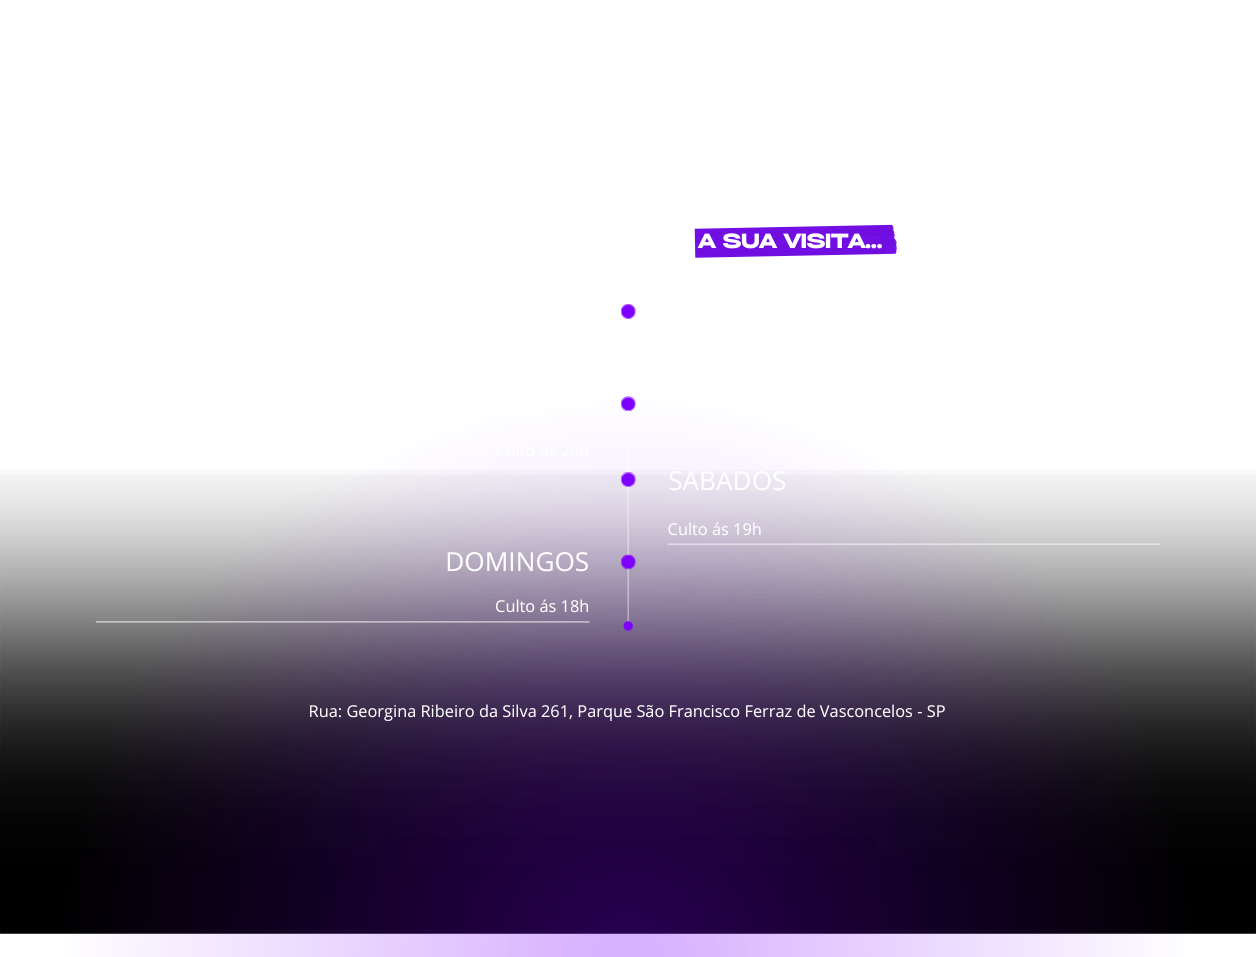 A SUA VISITA...
Culto ás 20h
SABADOS
Culto ás 19h
DOMINGOS
Culto ás 18h
Rua: Georgina Ribeiro da Silva 261, Parque São Francisco Ferraz de Vasconcelos - SP